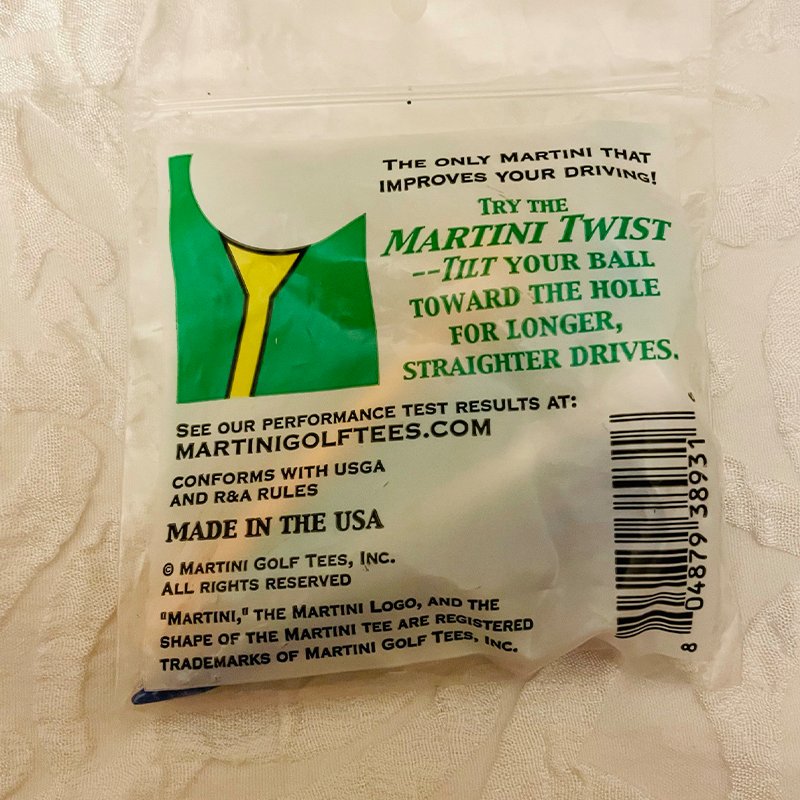 THE ONLY MARTINI THAT
IMPROVES YOUR DRIVING!
TRY THE
MARTINI TWIST
--TILT YOUR BALL
TOWARD THE HOLE
FOR LONGER,
STRAIGHTER DRIVES.
SEE OUR PERFORMANCE TEST RESULTS AT:
MARTINIGOLFTEES.COM
CONFORMS WITH USGA
AND R&A RULES
MADE IN THE USA
© MARTINI GOLF TEES, INC.
ALL RIGHTS RESERVED
"MARTINI," THE MARTINI LOGO, AND THE
SHAPE OF THE MARTINI TEE ARE REGISTERED
TRADEMARKS OF MARTINI GOLF TEES, INC.
8 04879 38931